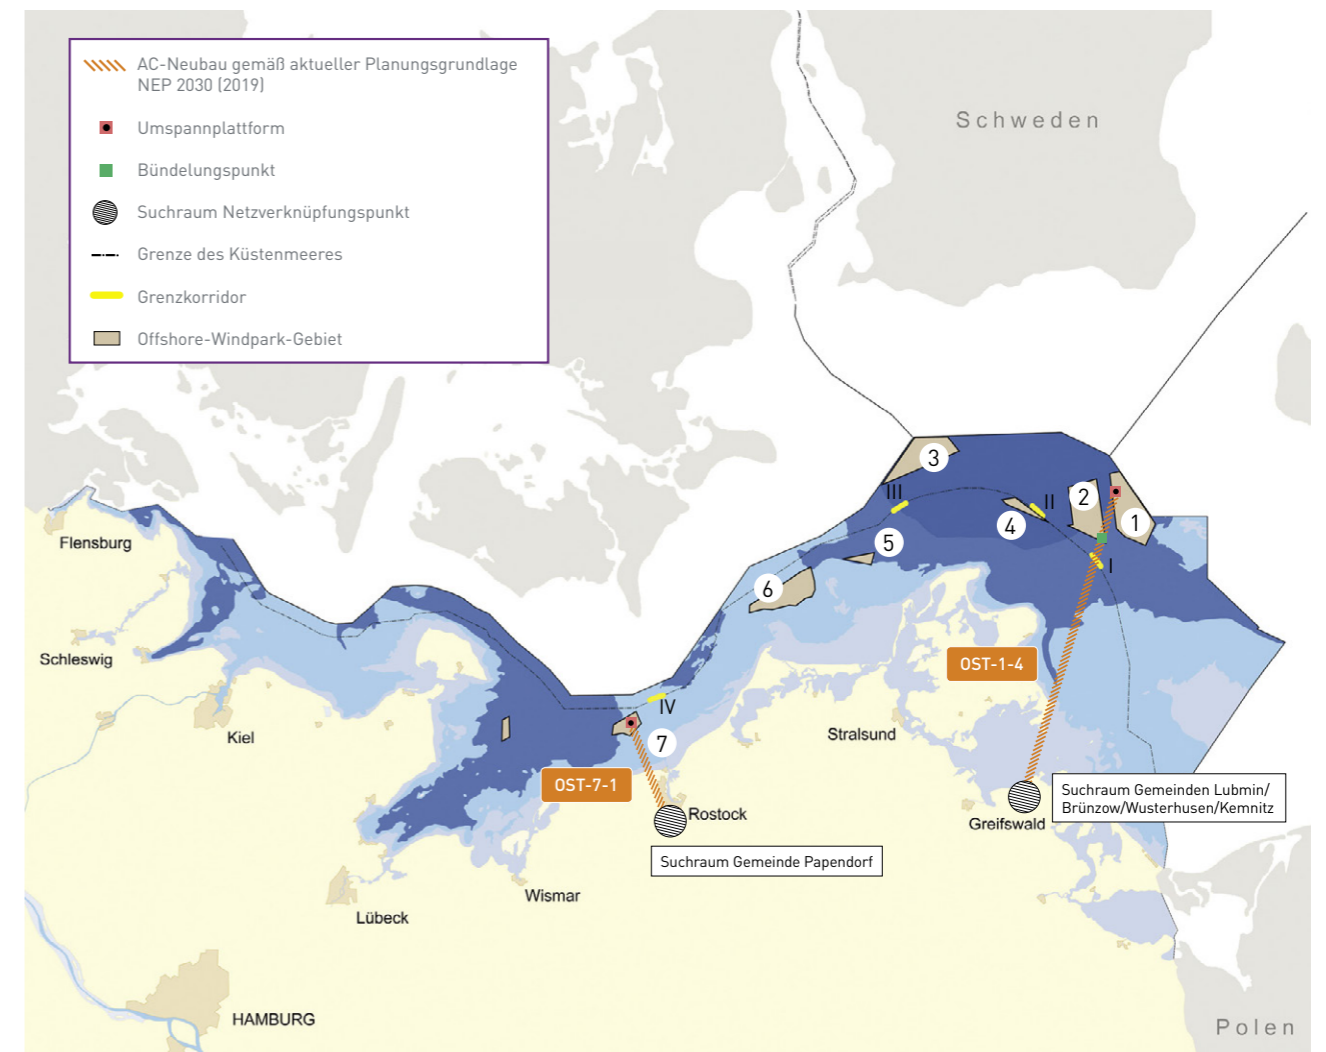 AC-Neubau gemäß aktueller Planungsgrundlage
NEP 2030 (2019)
Umspannplattform
Bündelungspunkt
Suchraum Netzverknüpfungspunkt
Grenze des Küstenmeeres
Grenzkorridor
Offshore-Windpark-Gebiet
Schweden
3
III
2
II
1
4
5
I
6
Flensburg
Schleswig
OST-1-4
IV
Kiel
7
Stralsund
OST-7-1
Suchraum Gemeinden Lubmin/
Brünzow/Wusterhusen/Kemnitz
Rostock
Greifswald
Suchraum Gemeinde Papendorf
Wismar
Lübeck
HAMBURG
Polen